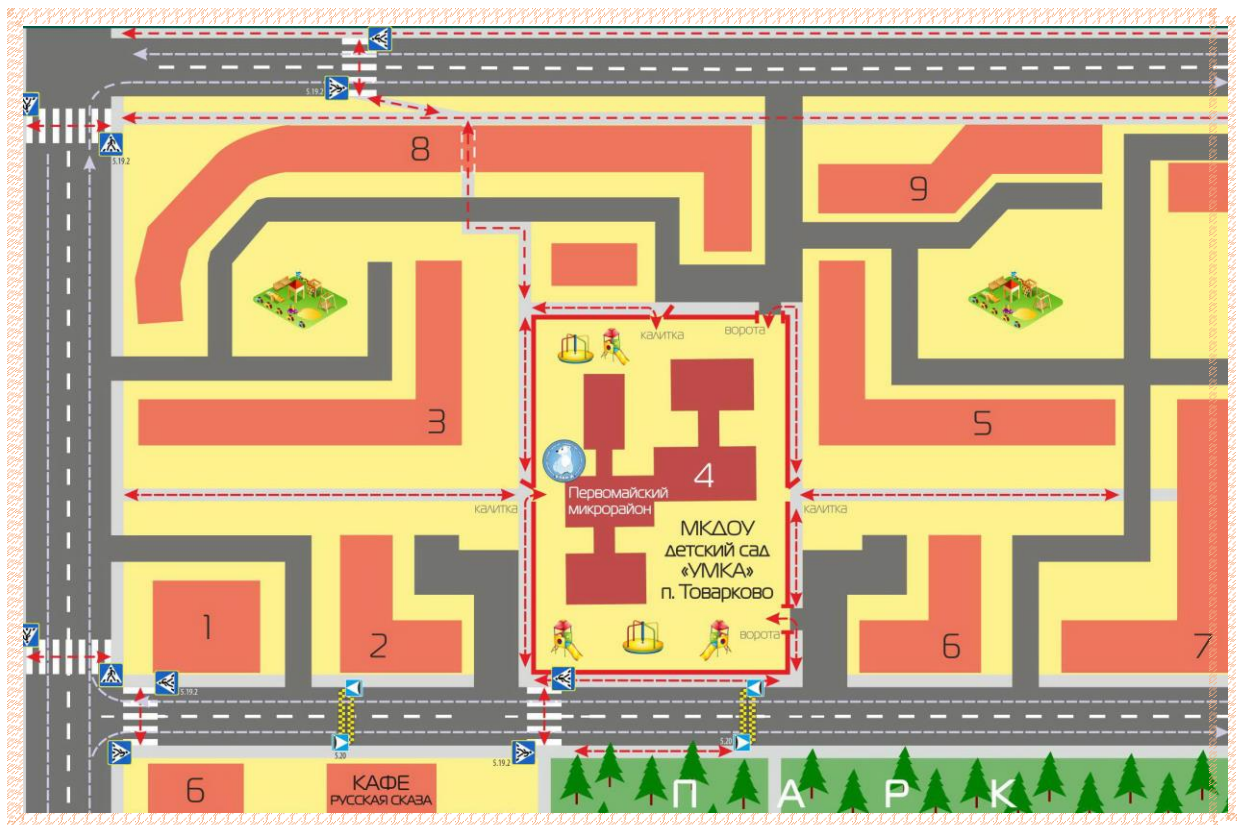 5.19.2
8
5.19.2
9
калитка
ворота
3
5
4
Первомайский
микрорайон
калитка
калитка
МКДОУ
детский сад
«УМКА»
п. Товарково
1
2
ворота
6
7
5.19.2
5.20
5.19.2
5.20
6
КАФЕ
РУССКАЯ СКАЗА
ПАРК